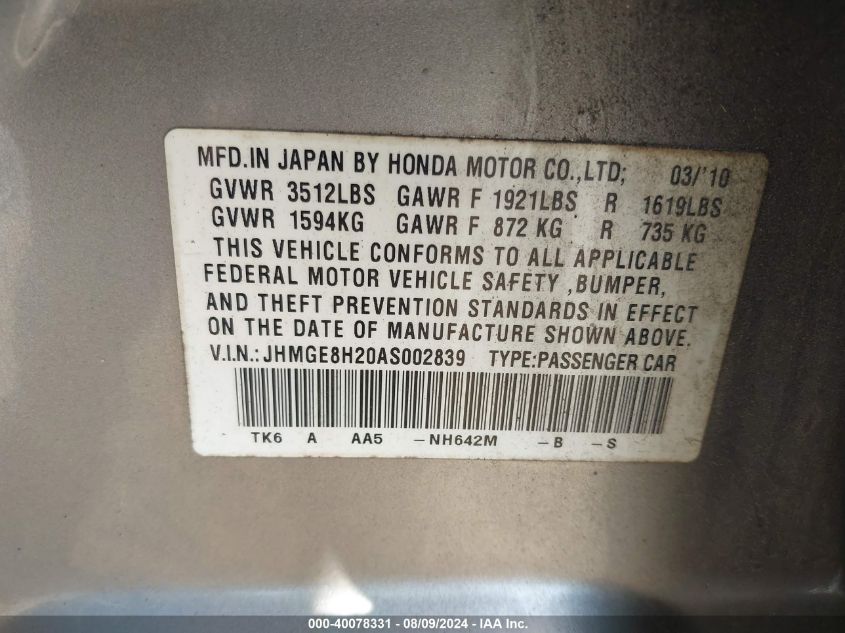 MFD.IN JAPAN BY HONDA MOTOR CO.,LTD; 03/'10
GVWR 3512LBS GAWR F 1921LBS R 1619LBS
GVWR 1594KG GAWR F 872 KG R 735 KG
THIS VEHICLE CONFORMS TO ALL APPLICABLE
FEDERAL MOTOR VEHICLE SAFETY ,BUMPER,
AND THEFT PREVENTION STANDARDS IN EFFECT
ON THE DATE OF MANUFACTURE SHOWN ABOVE.
V.I.N.: JHMGE8H20AS002839 TYPE:PASSENGER CAR
TK6 A AA5 -NH642M -B -S
000-40078331 - 08/09/2024 - IAA Inc.